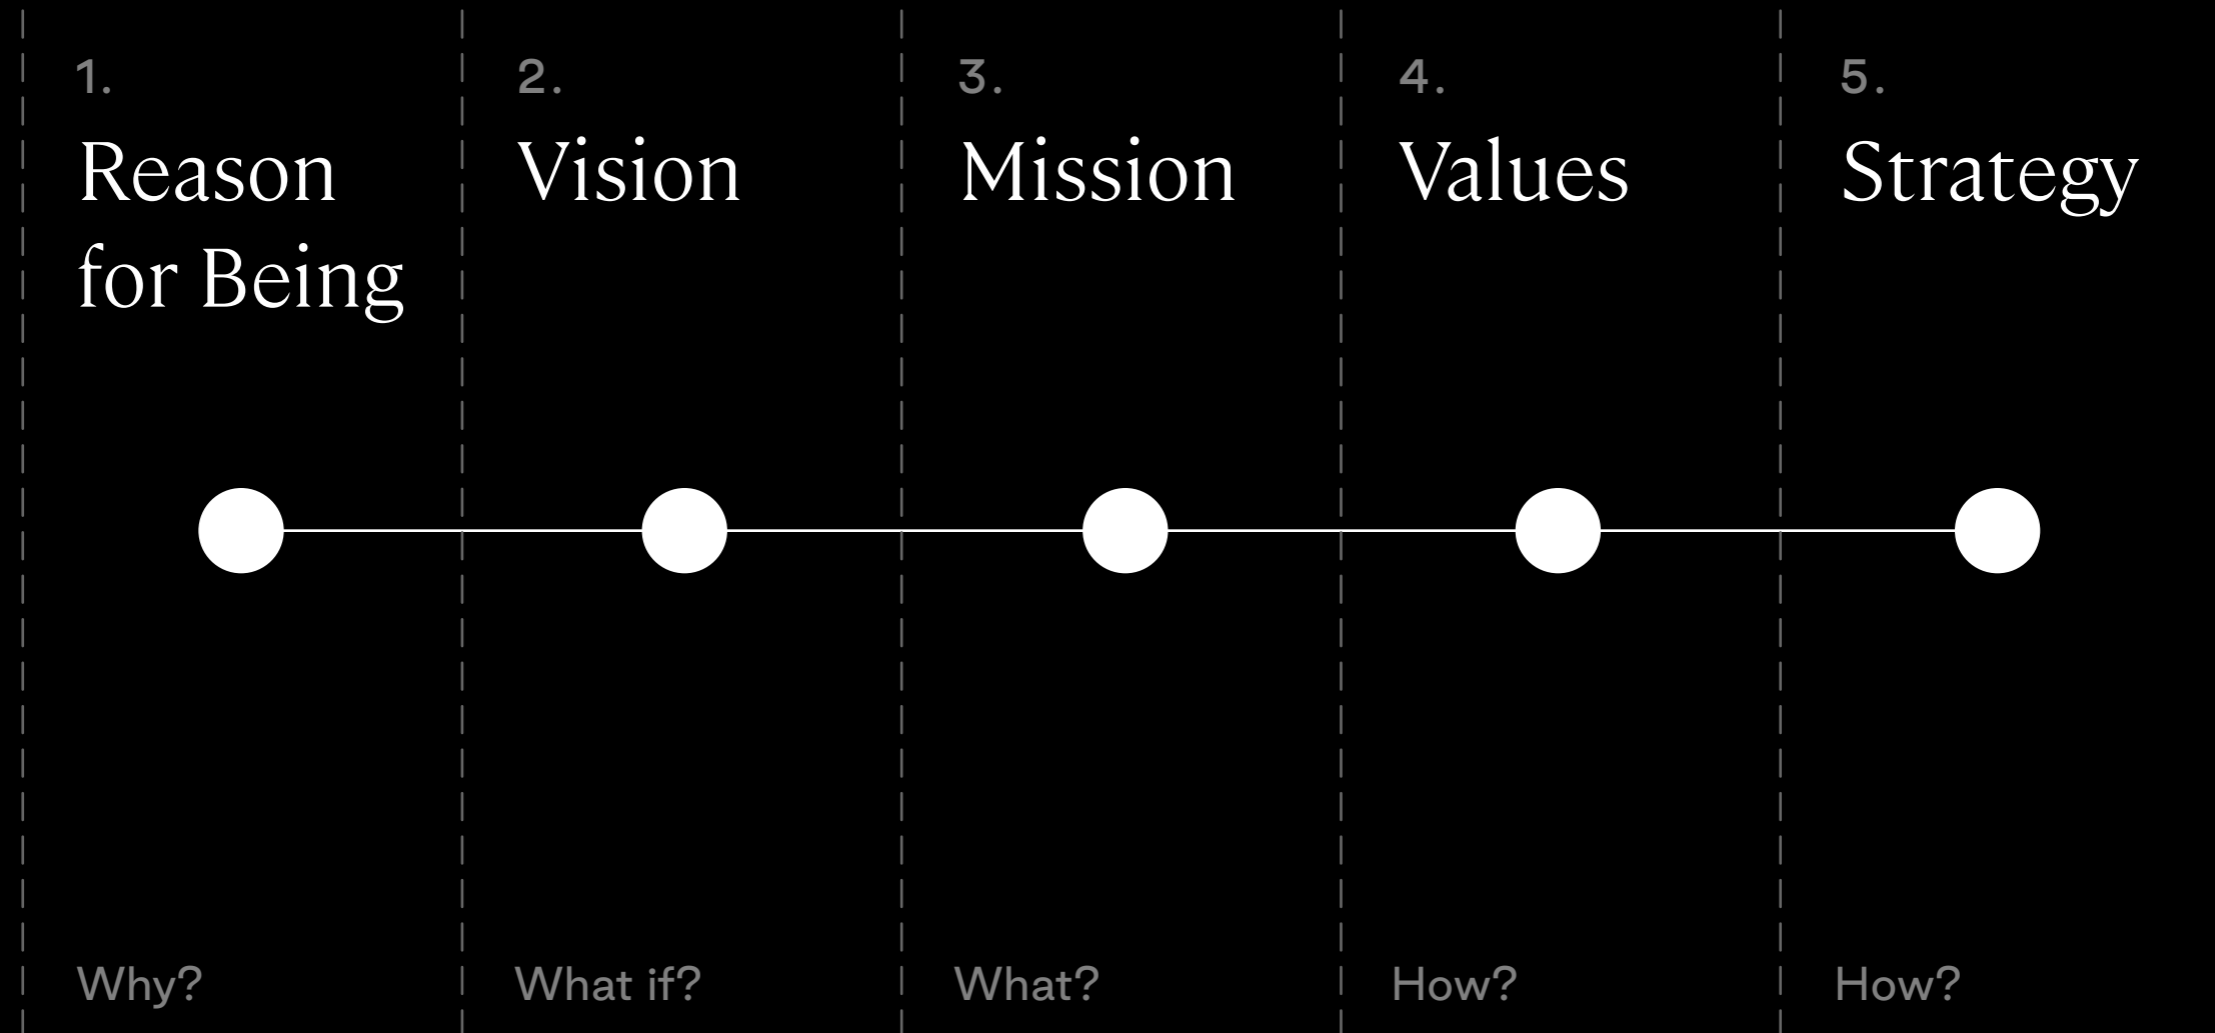 1.
Reason
for Being
Why?
2.
Vision
What if?
3.
Mission
What?
4.
Values
How?
5.
Strategy
How?